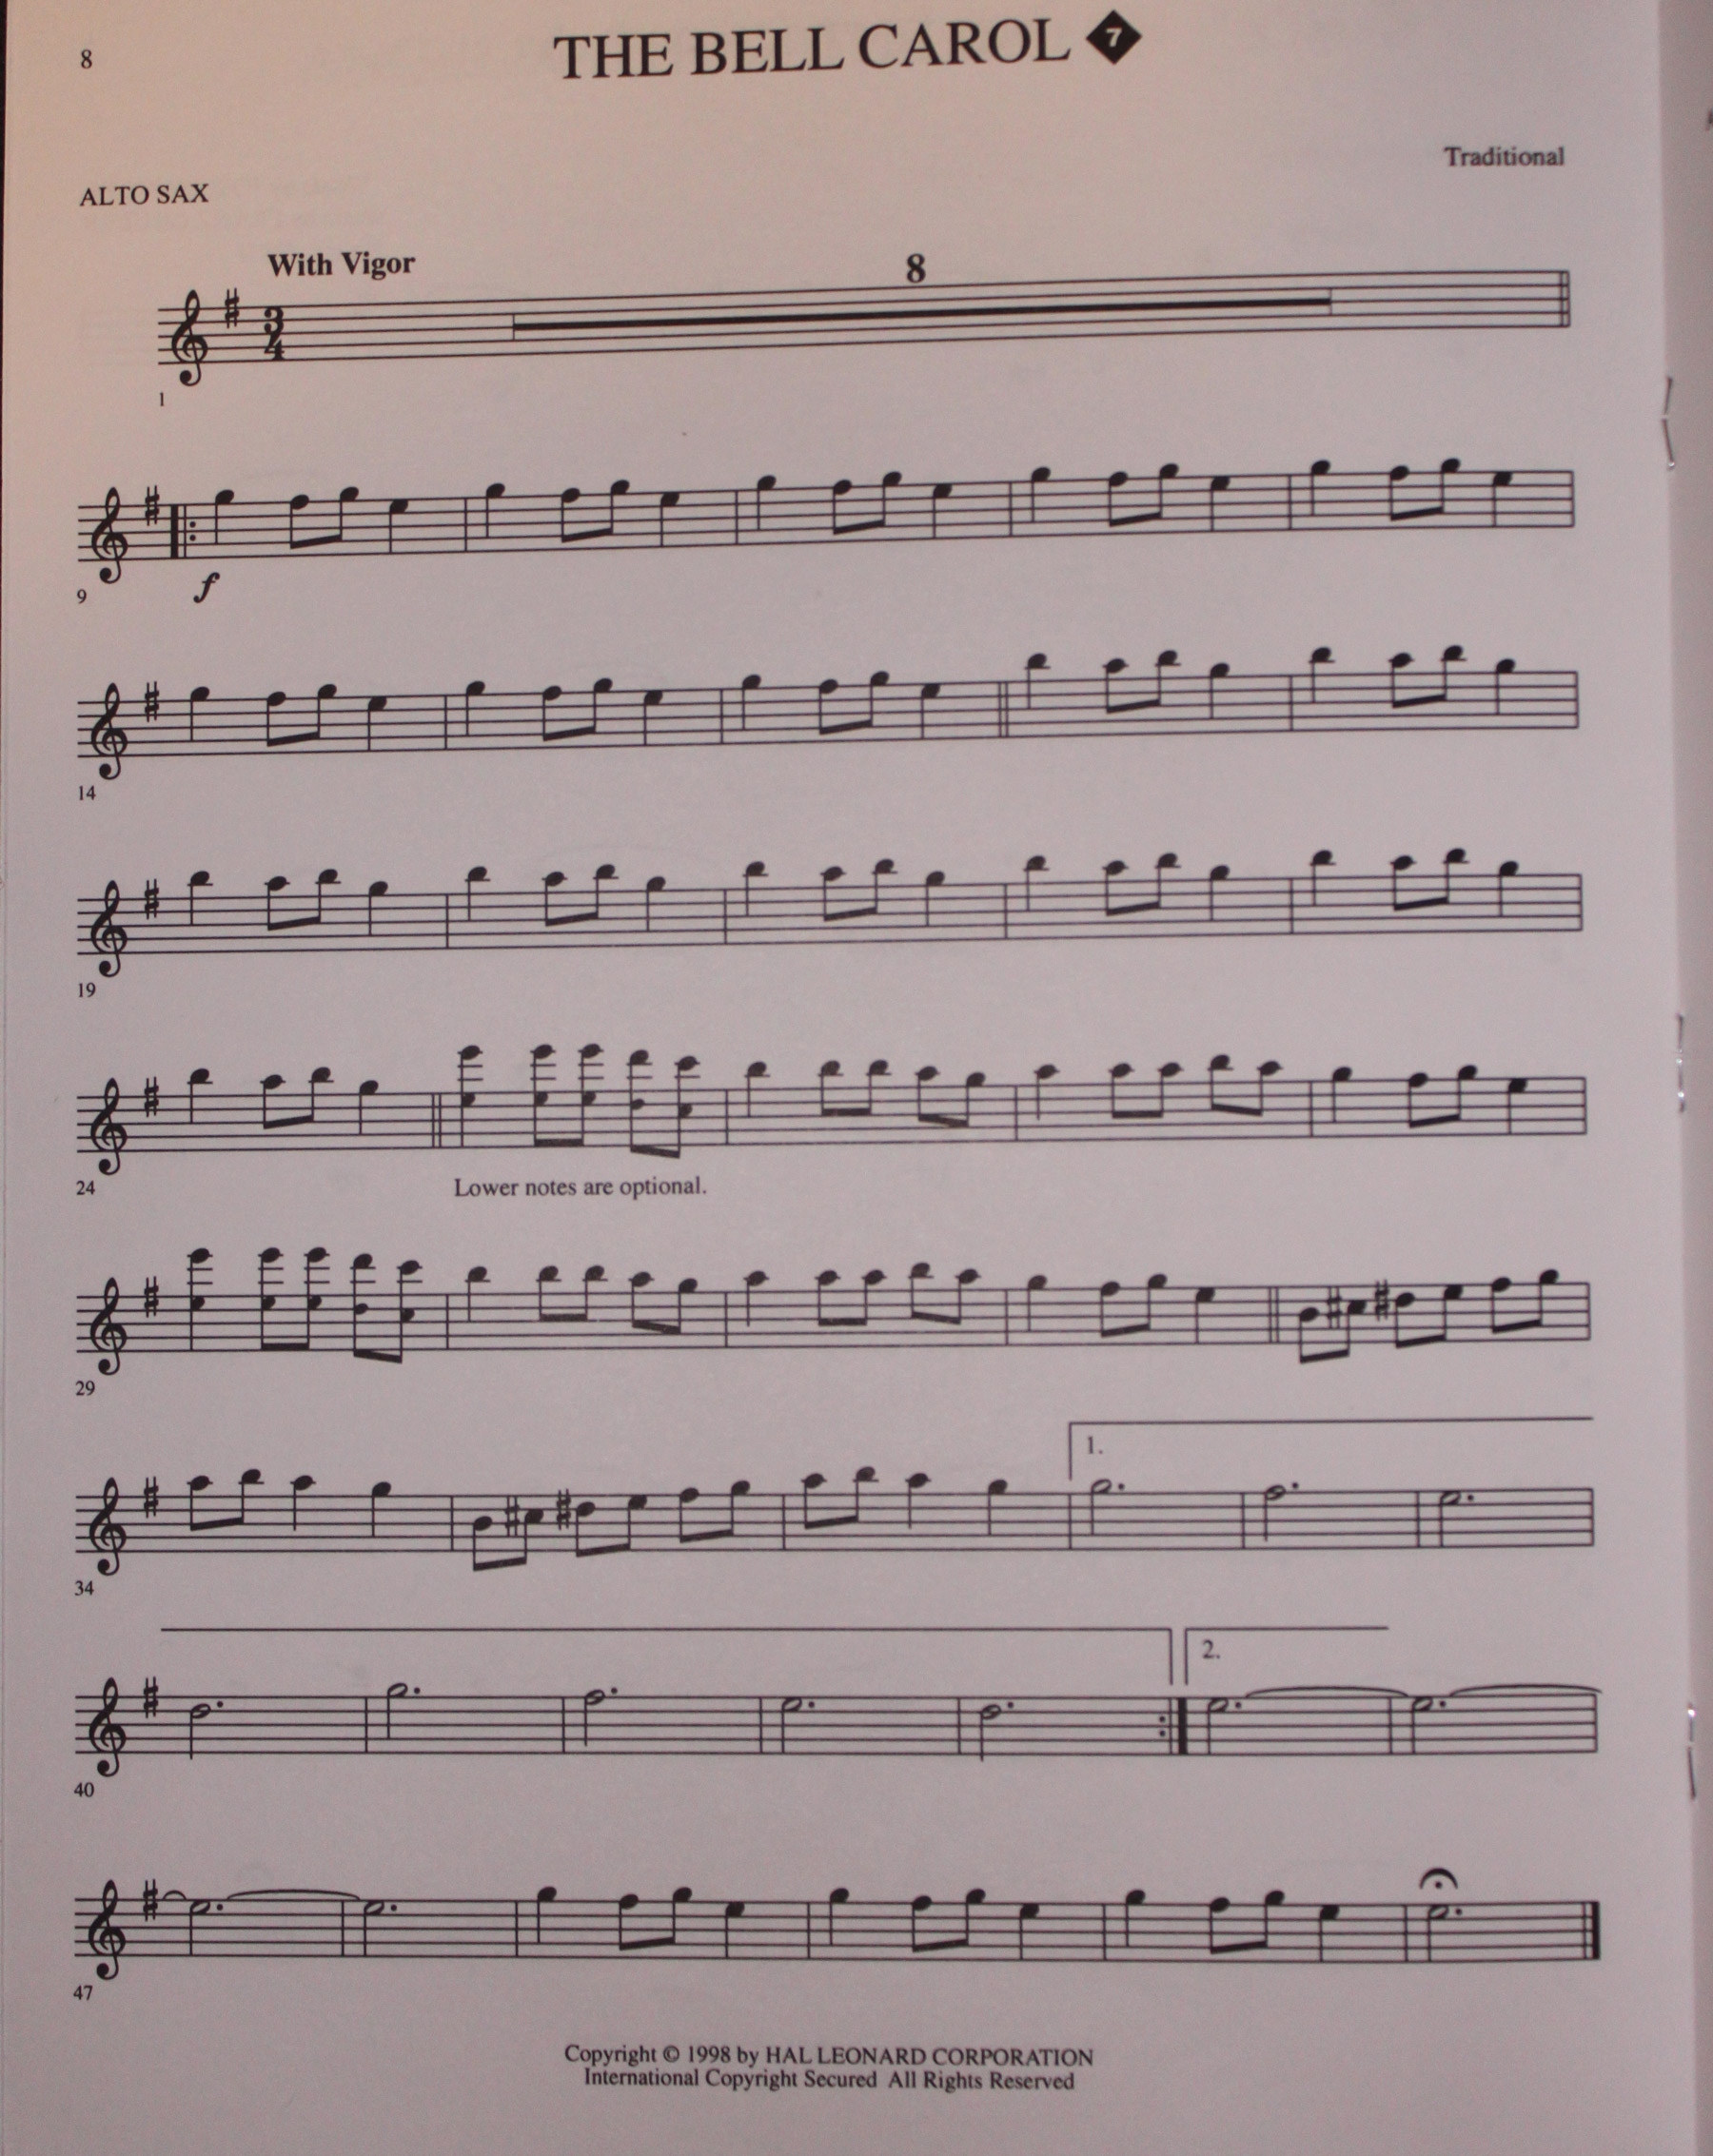 8
THE BELL CAROL 7
Traditional
ALTO SAX
With Vigor
8
3
4
1
9
f
14
19
24
Lower notes are optional.
29
1.
34
2.
40
47
Copyright © 1998 by HAL LEONARD CORPORATION
International Copyright Secured All Rights Reserved